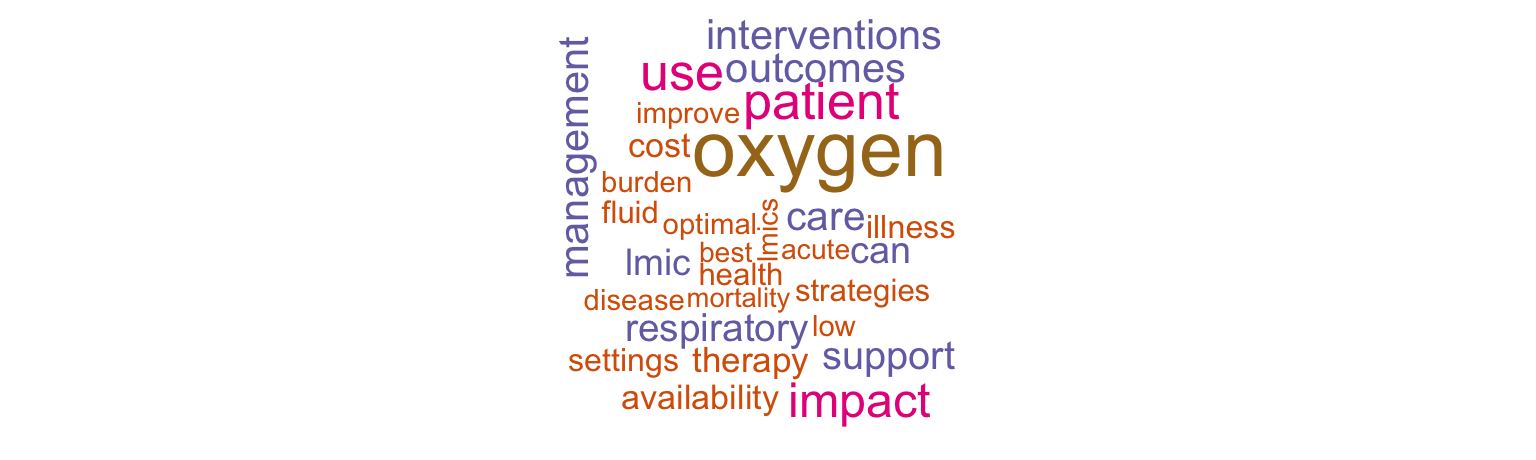 interventions
management
use outcomes
improve patient
cost oxygen
burden
fluid optimal lmics care illness
lmic best acute can
health
disease mortality strategies
respiratory low
settings therapy support
availability impact